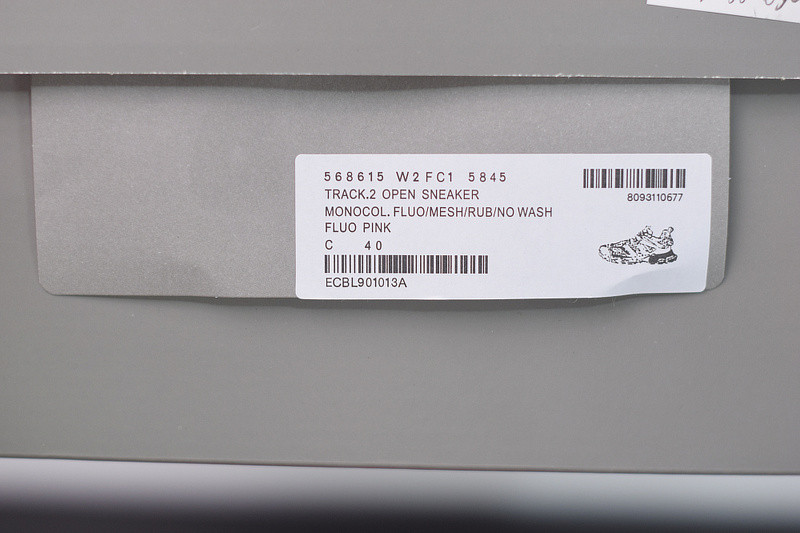 568615 W2FC1 5845
TRACK.2 OPEN SNEAKER
MONOCOL. FLUO/MESH/RUB/NO WASH
FLUO PINK
C 40
ECBL901013A
8093110677